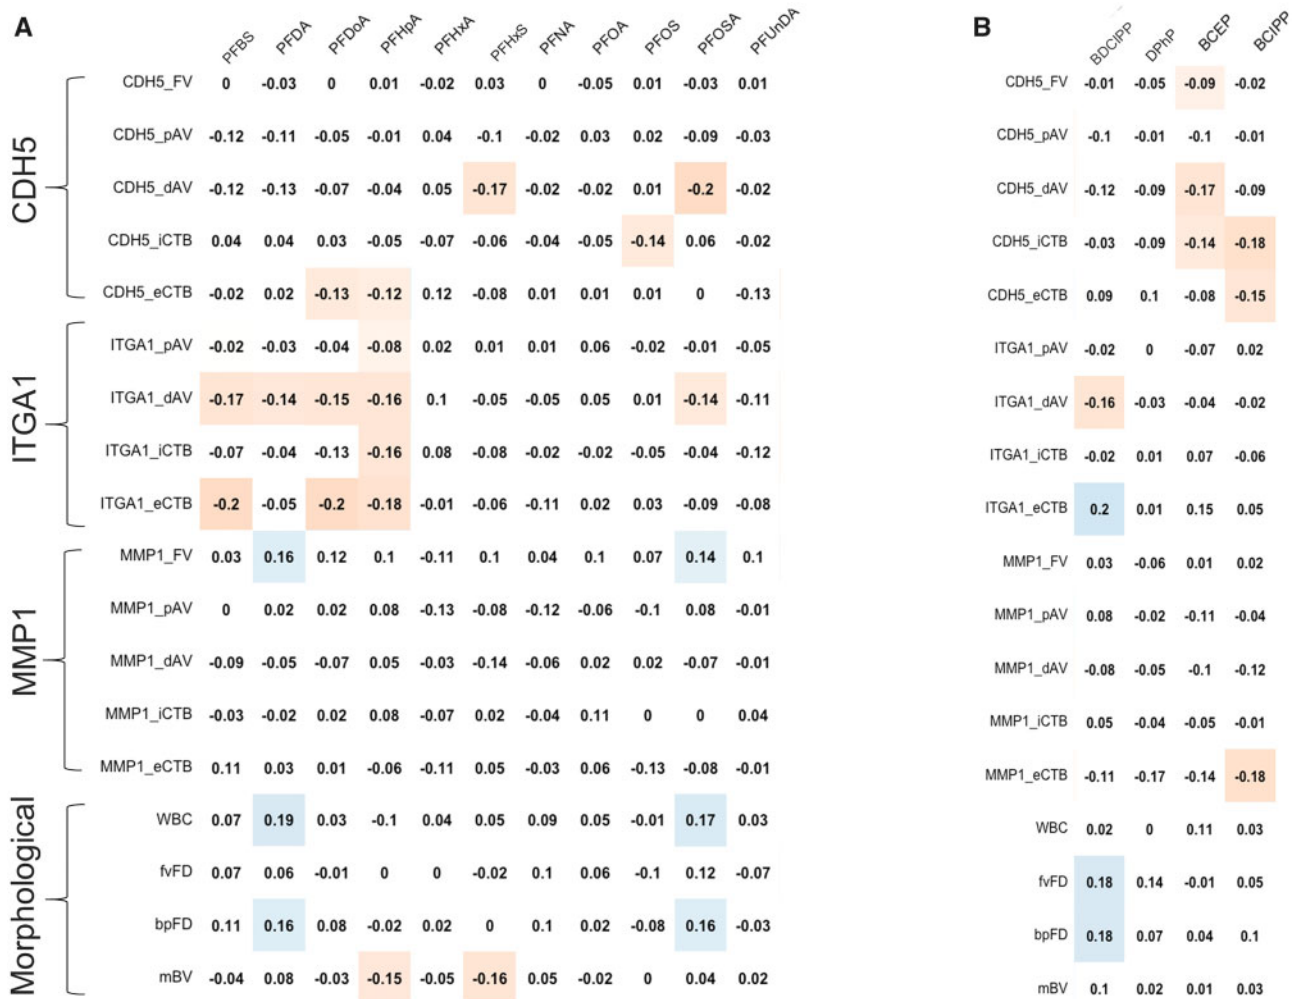 A
PFBS PFDA PFDoA PFHpA PFHxA PFHxS PFNA PFOA PFOS PFOSA PFUnDA
CDH5
CDH5_FV 0 -0.03 0 0.01 -0.02 0.03 0 -0.05 0.01 -0.03 0.01
CDH5_pAV -0.12 -0.11 -0.05 -0.01 0.04 -0.1 -0.02 0.03 0.02 -0.09 -0.03
CDH5_dAV -0.12 -0.13 -0.07 -0.04 0.05 -0.17 -0.02 -0.02 0.01 -0.2 -0.02
CDH5_iCTB 0.04 0.04 0.03 -0.05 -0.07 -0.06 -0.04 -0.05 -0.14 0.06 -0.02
CDH5_eCTB -0.02 0.02 -0.13 -0.12 0.12 -0.08 0.01 0.01 0.01 0 -0.13
ITGA1
ITGA1_pAV -0.02 -0.03 -0.04 -0.08 0.02 0.01 0.01 0.06 -0.02 -0.01 -0.05
ITGA1_dAV -0.17 -0.14 -0.15 -0.16 0.1 -0.05 -0.05 0.05 0.01 -0.14 -0.11
ITGA1_iCTB -0.07 -0.04 -0.13 -0.16 0.08 -0.08 -0.02 -0.02 -0.05 -0.04 -0.12
ITGA1_eCTB -0.2 -0.05 -0.2 -0.18 -0.01 -0.06 -0.11 0.02 0.03 -0.09 -0.08
MMP1
MMP1_FV 0.03 0.16 0.12 0.1 -0.11 0.1 0.04 0.1 0.07 0.14 0.1
MMP1_pAV 0 0.02 0.02 0.08 -0.13 -0.08 -0.12 -0.06 -0.1 0.08 -0.01
MMP1_dAV -0.09 -0.05 -0.07 0.05 -0.03 -0.14 -0.06 0.02 0.02 -0.07 -0.01
MMP1_iCTB -0.03 -0.02 0.02 0.08 -0.07 0.02 -0.04 0.11 0 0 0.04
MMP1_eCTB 0.11 0.03 0.01 -0.06 -0.11 0.05 -0.03 0.06 -0.13 -0.08 -0.01
Morphological
WBC 0.07 0.19 0.03 -0.1 0.04 0.05 0.09 0.05 -0.01 0.17 0.03
fvFD 0.07 0.06 -0.01 0 0 -0.02 0.1 0.06 -0.1 0.12 -0.07
bpFD 0.11 0.16 0.08 -0.02 0.02 0 0.1 0.02 -0.08 0.16 -0.03
mBV -0.04 0.08 -0.03 -0.15 -0.05 -0.16 0.05 -0.02 0 0.04 0.02
B
BDCIPP DPhP BCEP BCIPP
CDH5_FV -0.01 -0.05 -0.09 -0.02
CDH5_pAV -0.1 -0.01 -0.1 -0.01
CDH5_dAV -0.12 -0.09 -0.17 -0.09
CDH5_iCTB -0.03 -0.09 -0.14 -0.18
CDH5_eCTB 0.09 0.1 -0.08 -0.15
ITGA1_pAV -0.02 0 -0.07 0.02
ITGA1_dAV -0.16 -0.03 -0.04 -0.02
ITGA1_iCTB -0.02 0.01 0.07 -0.06
ITGA1_eCTB 0.2 0.01 0.15 0.05
MMP1_FV 0.03 -0.06 0.01 0.02
MMP1_pAV 0.08 -0.02 -0.11 -0.04
MMP1_dAV -0.08 -0.05 -0.1 -0.12
MMP1_iCTB 0.05 -0.04 -0.05 -0.01
MMP1_eCTB -0.11 -0.17 -0.14 -0.18
WBC 0.02 0 0.11 0.03
fvFD 0.18 0.14 -0.01 0.05
bpFD 0.18 0.07 0.04 0.1
mBV 0.1 0.02 0.01 0.03